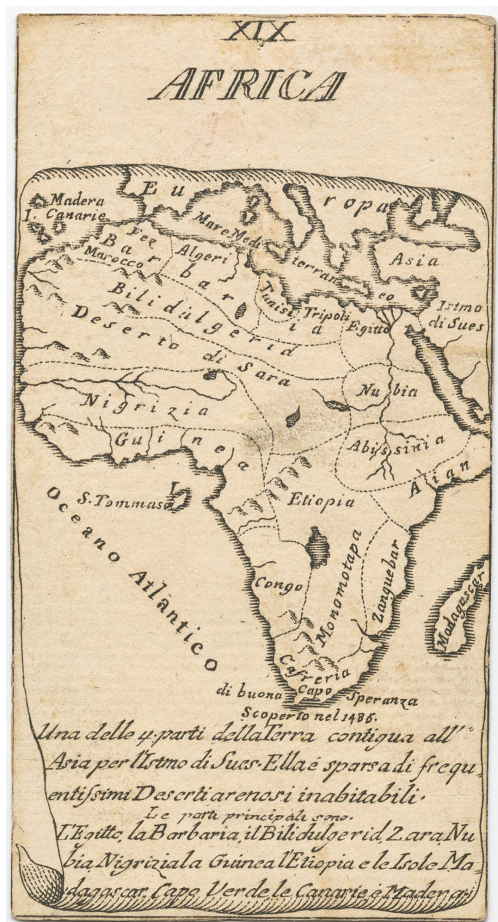 XIX
AFRICA
Eu ropa
Madera
I. Canarie
Mare Medi terran eo
Asia
Fez
Marocco
Algeri
Bar bar i a
Tunisi
Tripoli
Egitto
Istmo
di Sues
Bilidulgerid
Deserto di Sara
Nubia
Nigrizia
Guinea
Abissinia
Aian
S. Tommaso
Etiopia
Oceano Atlantico
Congo
Monomotapa
Zanguebar
Madagascar
Cafreria
di buona Capo Speranza
Scoperto nel 1486.
Una delle 4. parti della Terra contigua all'
Asia per l'Istmo di Sues. Ella é sparsa di frequ-
entissimi Deserti arenosi inabitabili.
Le parti principali sono.
L'Egitto, la Barbaria, il Bilidulgerid, Zara, Nu
bia Nigrizia la Guinea l'Etiopia e le Isole Ma-
dagascar, Capo Verde le Canarie e Madera.